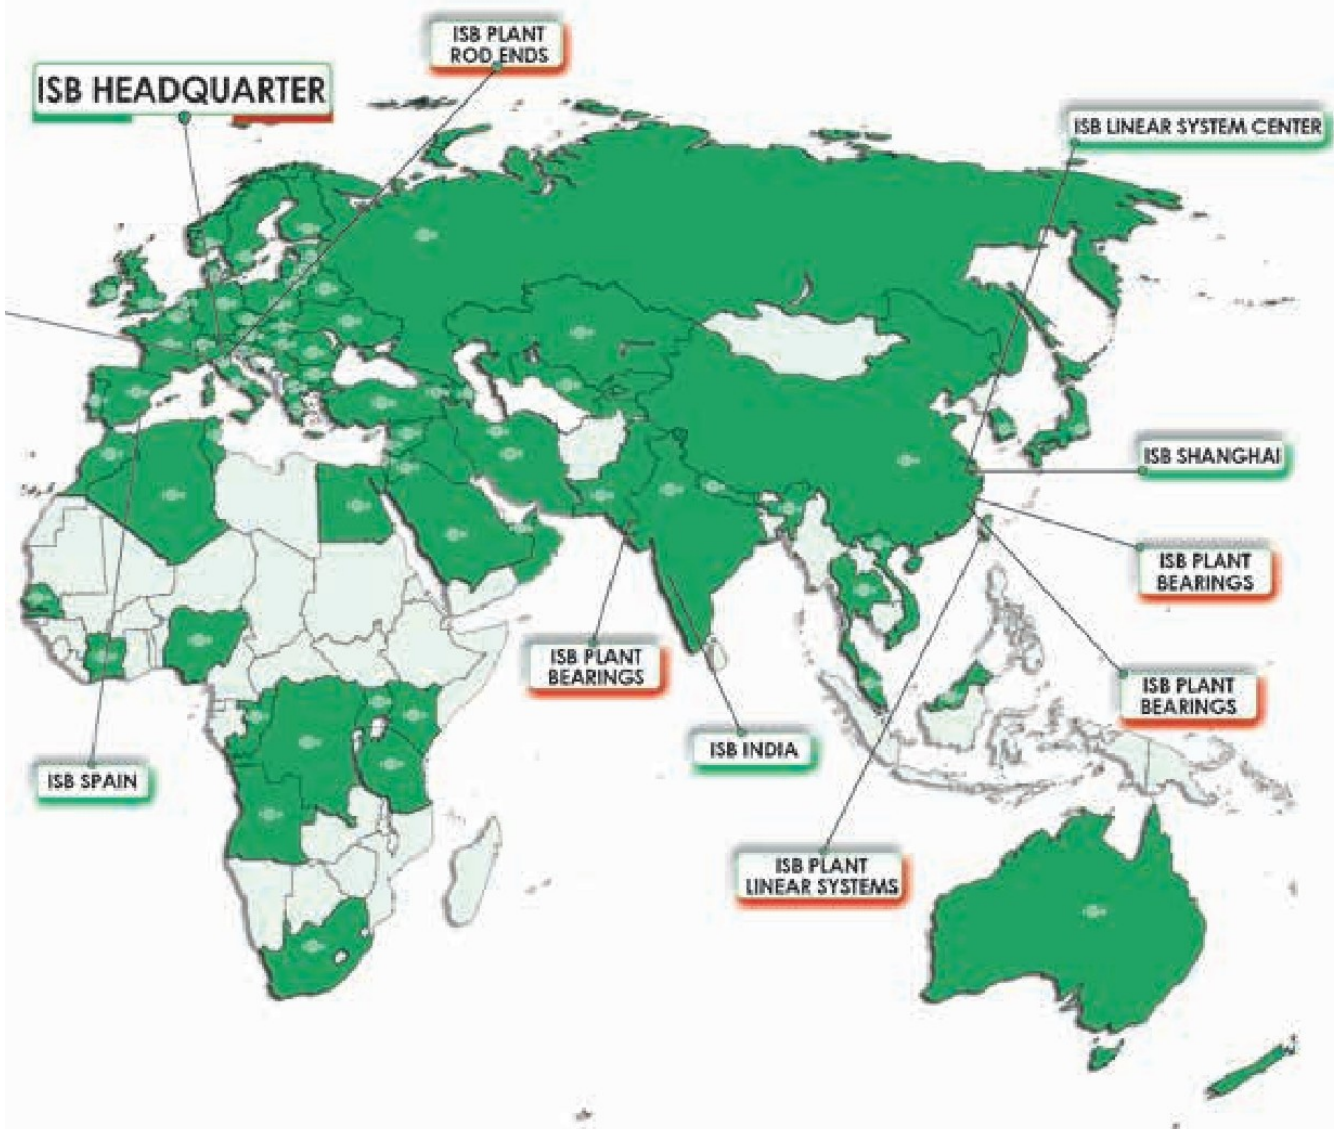 ISB PLANT
ROD ENDS
ISB HEADQUARTER
ISB LINEAR SYSTEM CENTER
ISB SHANGHAI
ISB PLANT
BEARINGS
ISB PLANT
BEARINGS
ISB PLANT
BEARINGS
ISB INDIA
ISB SPAIN
ISB PLANT
LINEAR SYSTEMS